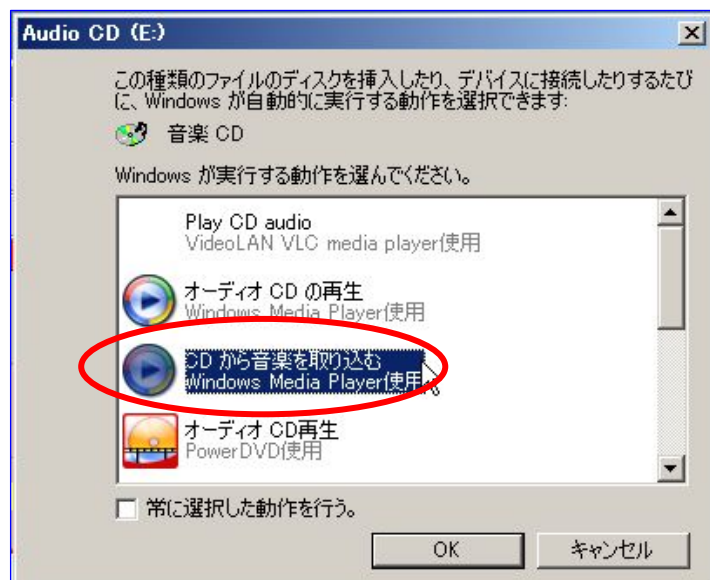 Audio CD (E:)
この種類のファイルのディスクを挿入したり、デバイスに接続したりするたび
に、Windows が自動的に実行する動作を選択できます:
音楽 CD
Windows が実行する動作を選んでください。
Play CD audio
VideoLAN VLC media player使用
オーディオ CD の再生
Windows Media Player使用
CD から音楽を取り込む
Windows Media Player使用
オーディオ CD再生
PowerDVD使用
常に選択した動作を行う。
OK
キャンセル